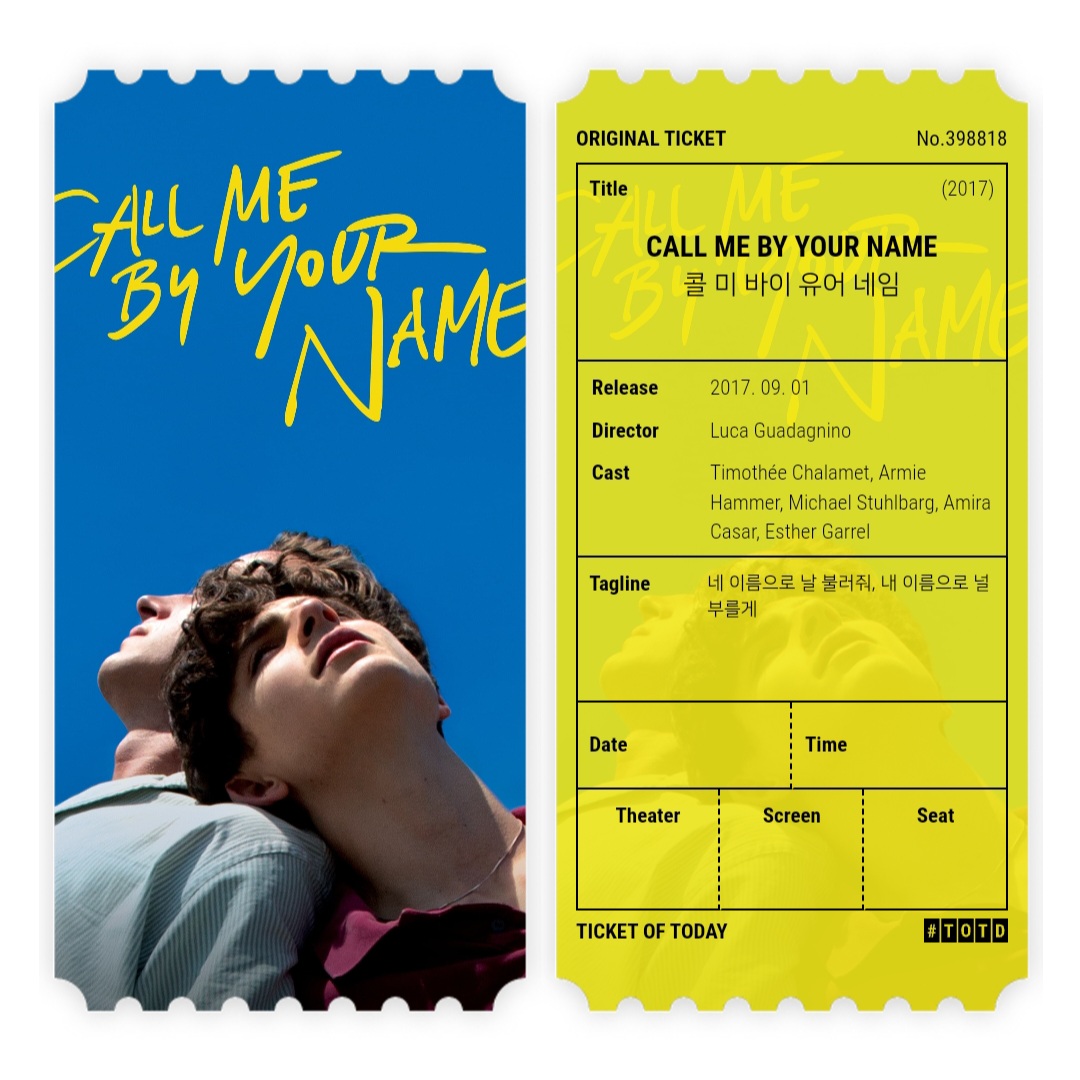 CALL ME
BY YOUR
NAME
ORIGINAL TICKET No.398818
Title (2017)
CALL ME BY YOUR NAME
콜 미 바이 유어 네임
Release 2017. 09. 01
Director Luca Guadagnino
Cast Timothée Chalamet, Armie
Hammer, Michael Stuhlbarg, Amira
Casar, Esther Garrel
Tagline 네 이름으로 날 불러줘, 내 이름으로 널
부를게
Date Time
Theater Screen Seat
TICKET OF TODAY #TOTD